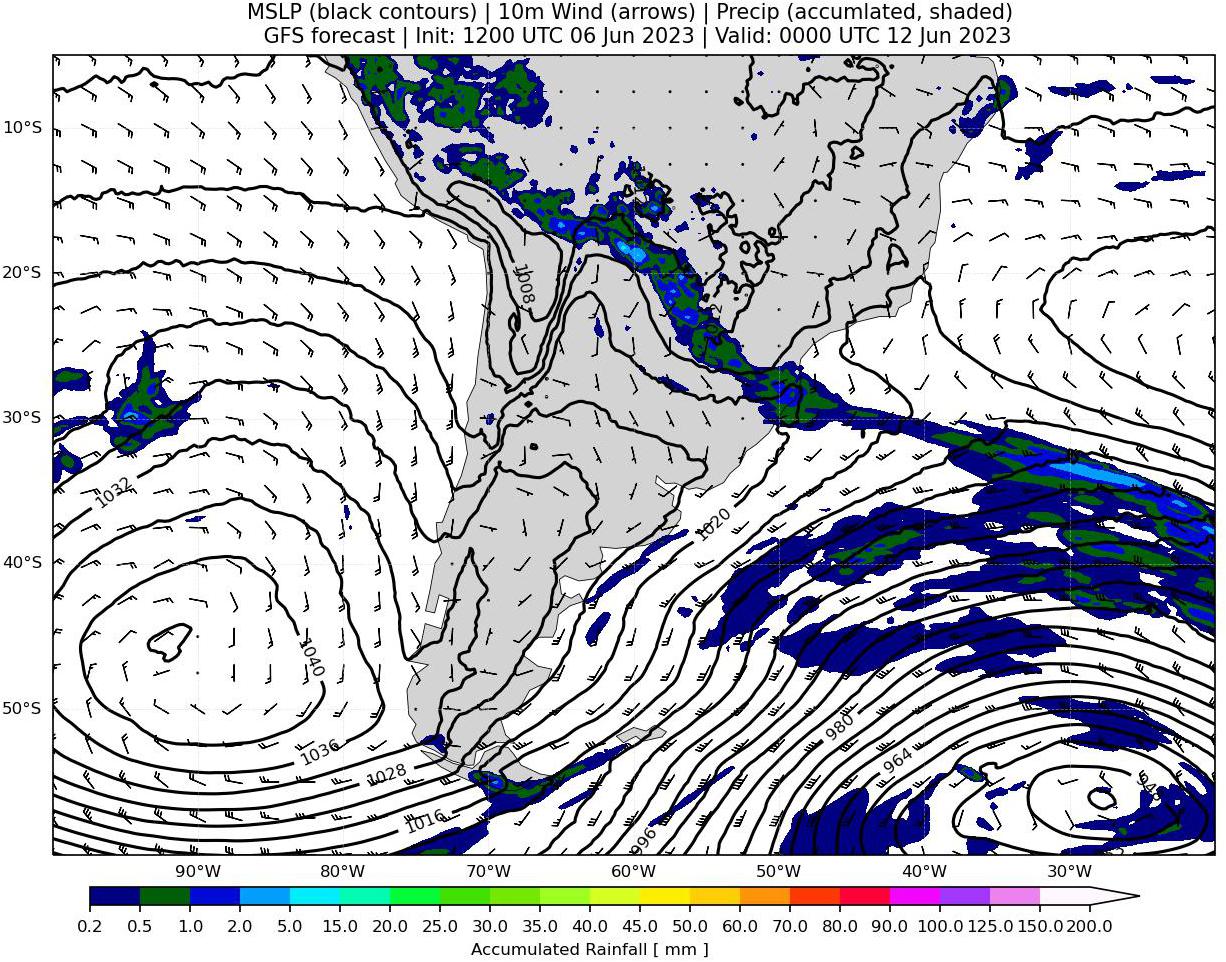 MSLP (black contours) | 10m Wind (arrows) | Precip (accumlated, shaded)
GFS forecast | Init: 1200 UTC 06 Jun 2023 | Valid: 0000 UTC 12 Jun 2023
10°S
20°S
1008
30°S
1032
1020
40°S
1040
50°S
980
1036
964
1028
948
1016
996
90°W 80°W 70°W 60°W 50°W 40°W 30°W
0.2 0.5 1.0 2.0 5.0 10.0 15.0 20.0 25.0 30.0 35.0 40.0 45.0 50.0 60.0 70.0 80.0 90.0 100.0 125.0 150.0 200.0
Accumulated Rainfall [ mm ]